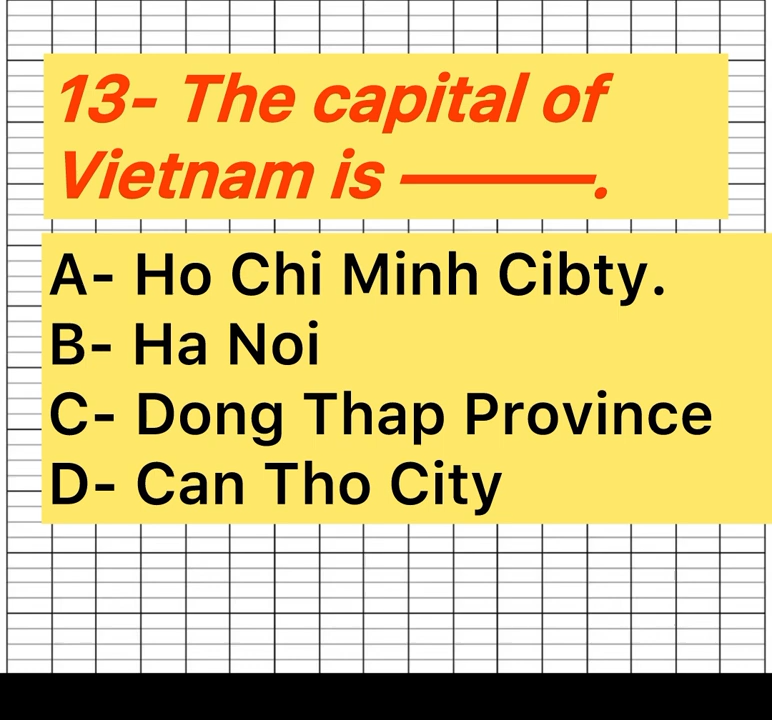 13- The capital of
Vietnam is ———.
A- Ho Chi Minh Cibty.
B- Ha Noi
C- Dong Thap Province
D- Can Tho City